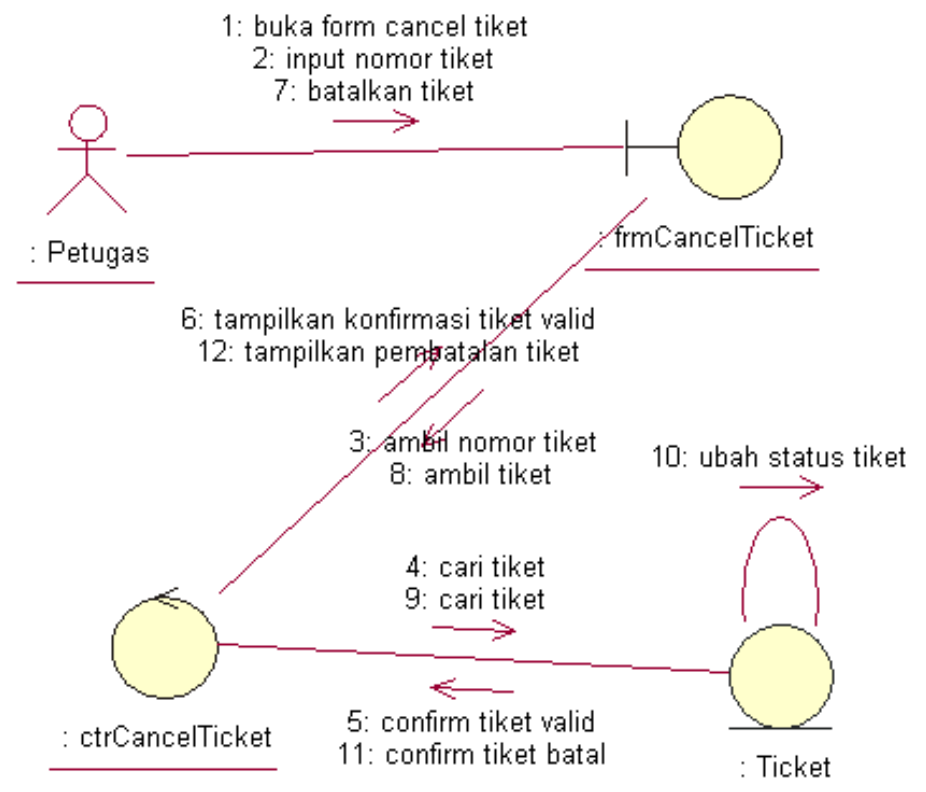 1: buka form cancel tiket
2: input nomor tiket
7: batalkan tiket
: Petugas
: frmCancelTicket
6: tampilkan konfirmasi tiket valid
12: tampilkan pembatalan tiket
3: ambil nomor tiket
8: ambil tiket
10: ubah status tiket
4: cari tiket
9: cari tiket
5: confirm tiket valid
11: confirm tiket batal
: ctrCancelTicket
: Ticket